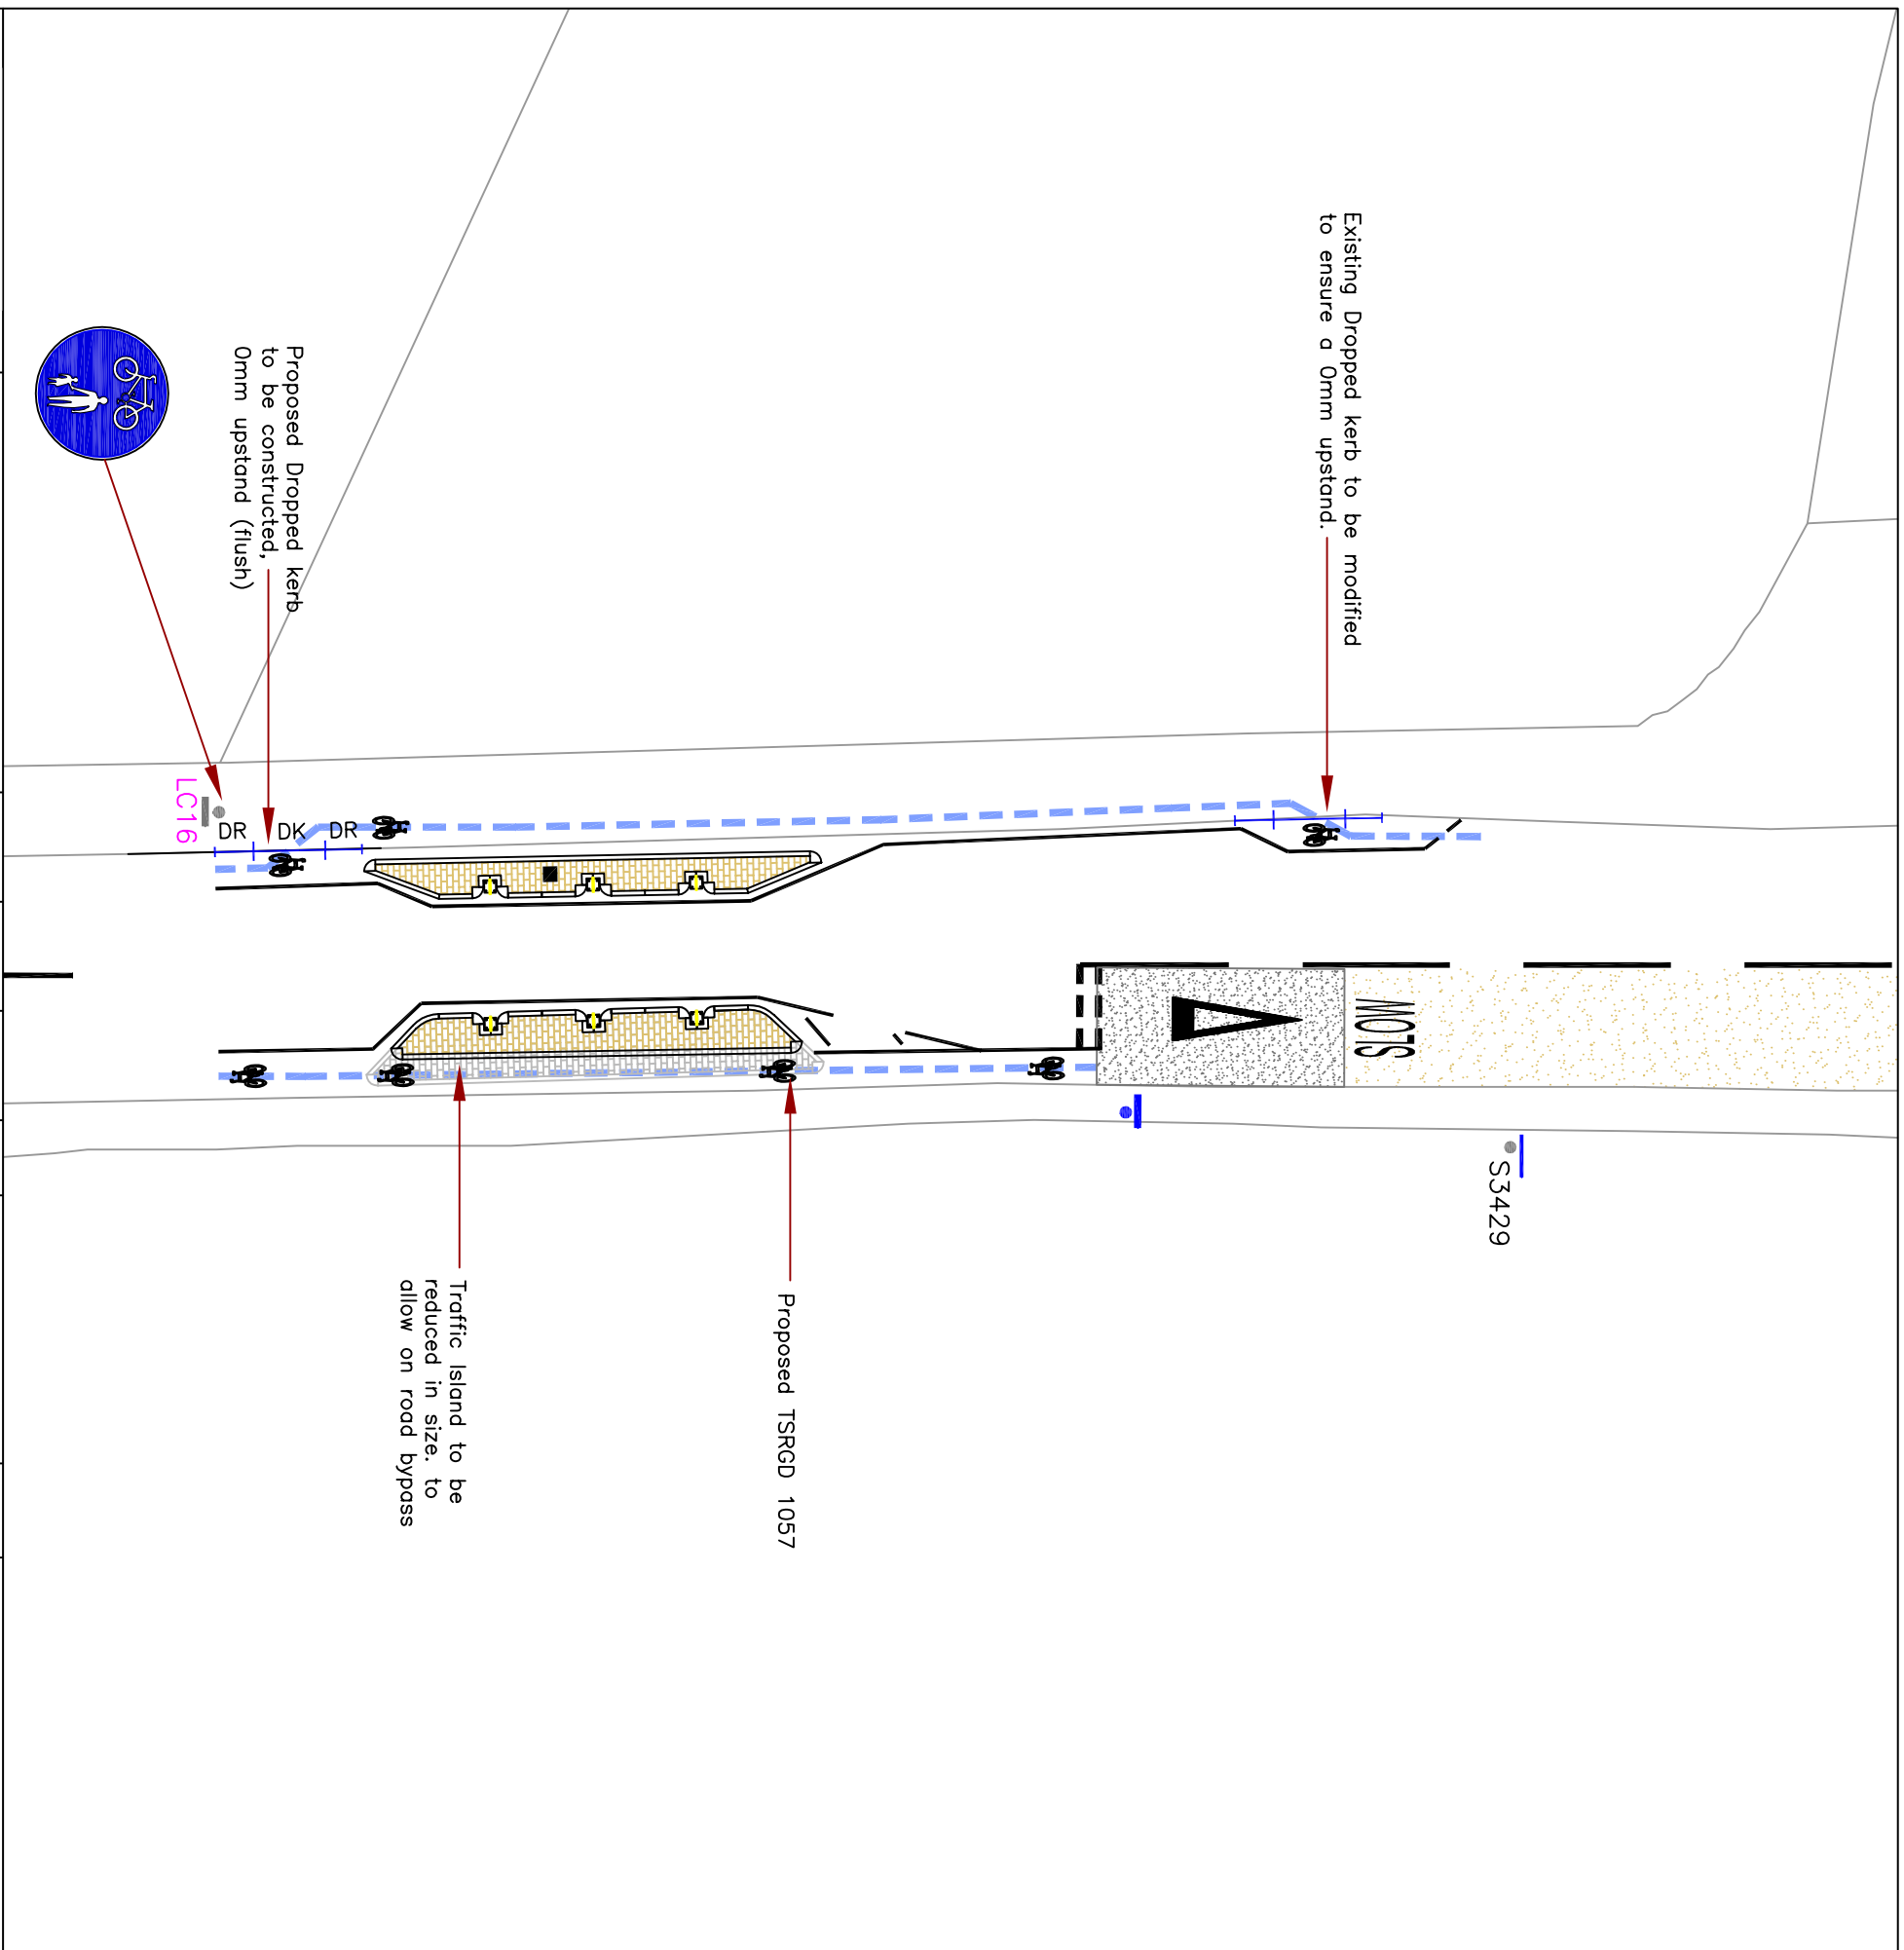 Existing Dropped kerb to be modified
to ensure a 0mm upstand.
Proposed Dropped kerb
to be constructed,
0mm upstand (flush)
LC16
DR
DK
DR
SLOW
S3429
Proposed TSRGD 1057
Traffic Island to be
reduced in size. to
allow on road bypass